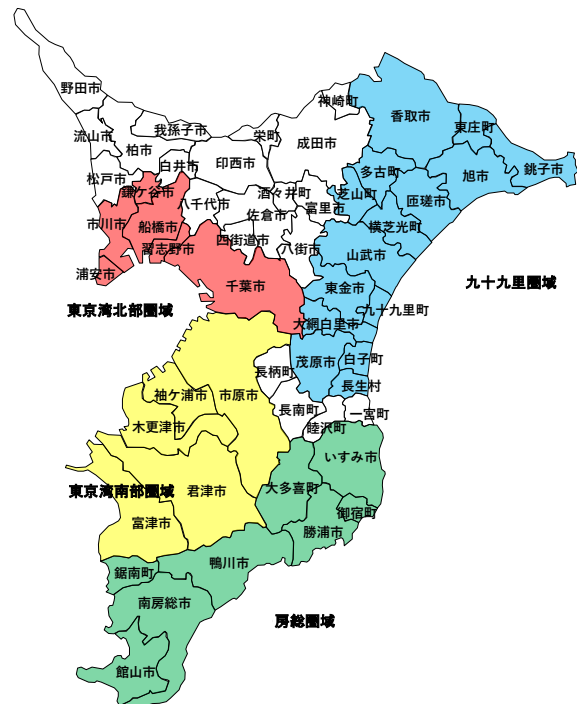 野田市
流山市
柏市
我孫子市
栄町
神崎町
成田市
香取市
東庄町
松戸市
白井市
印西市
多古町
旭市
銚子市
鎌ケ谷市
八千代市
酒々井町
富里市
芝山町
匝瑳市
市川市
船橋市
習志野市
佐倉市
四街道市
八街市
横芝光町
山武市
浦安市
千葉市
東金市
九十九里町
九十九里圏域
東京湾北部圏域
大網白里市
長柄町
茂原市
白子町
長生村
袖ケ浦市
市原市
長南町
一宮町
木更津市
睦沢町
いすみ市
東京湾南部圏域
君津市
大多喜町
御宿町
富津市
勝浦市
鋸南町
鴨川市
南房総市
房総圏域
館山市